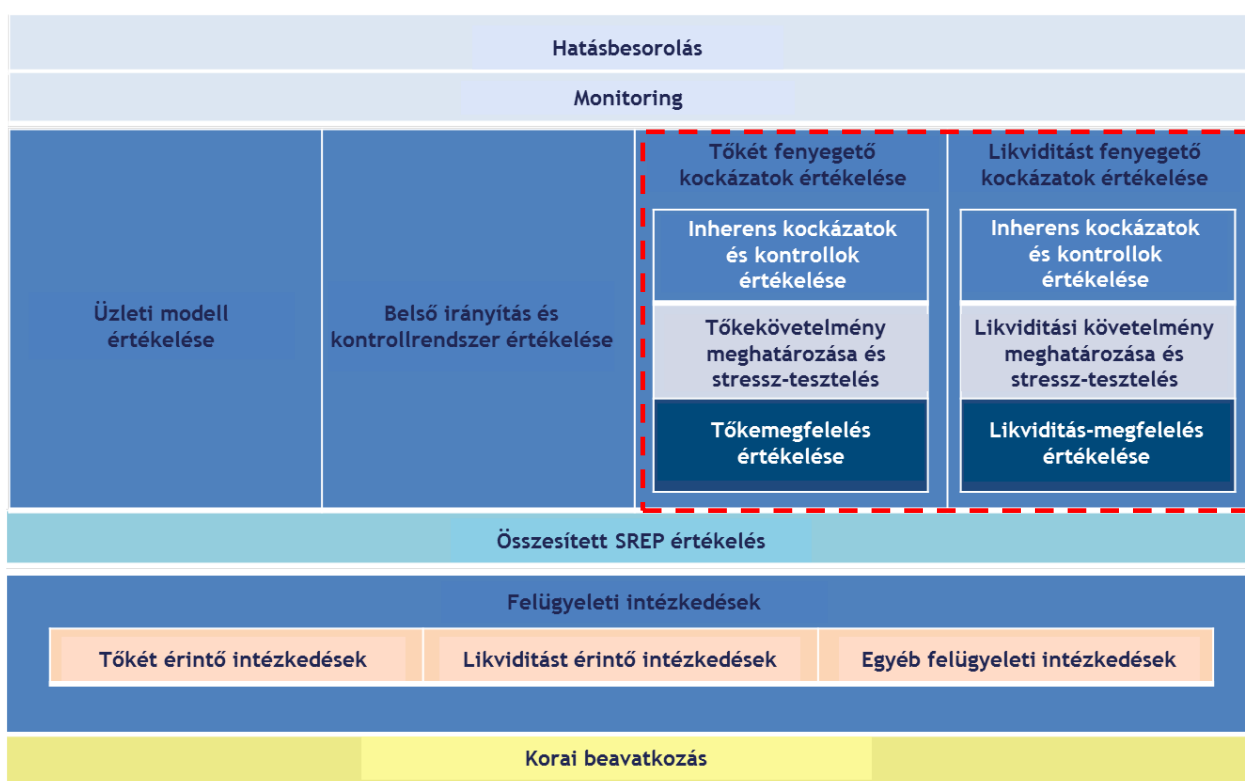 Hatásbesorolás
Monitoring
Üzleti modell
értékelése
Belső irányítás és
kontrollrendszer értékelése
Tőkét fenyegető
kockázatok értékelése
Inherens kockázatok
és kontrollok
értékelése
Tőkekövetelmény
meghatározása és
stressz-tesztelés
Tőkemegfelelés
értékelése
Likviditást fenyegető
kockázatok értékelése
Inherens kockázatok
és kontrollok
értékelése
Likviditási követelmény
meghatározása és
stressz-tesztelés
Likviditás-megfelelés
értékelése
Összesített SREP értékelés
Felügyeleti intézkedések
Tőkét érintő intézkedések
Likviditást érintő intézkedések
Egyéb felügyeleti intézkedések
Korai beavatkozás